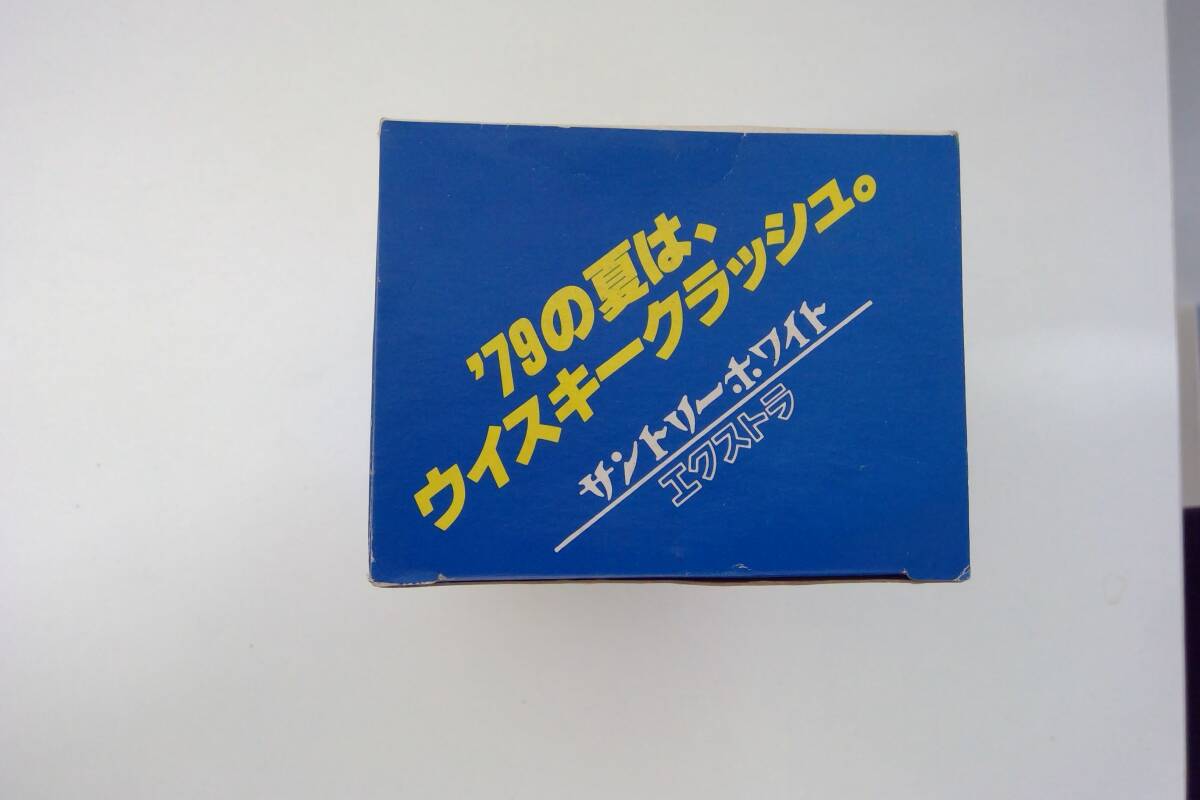 '79の夏は、
ウイスキークラッシュ。
サントリーホワイト
エクストラ